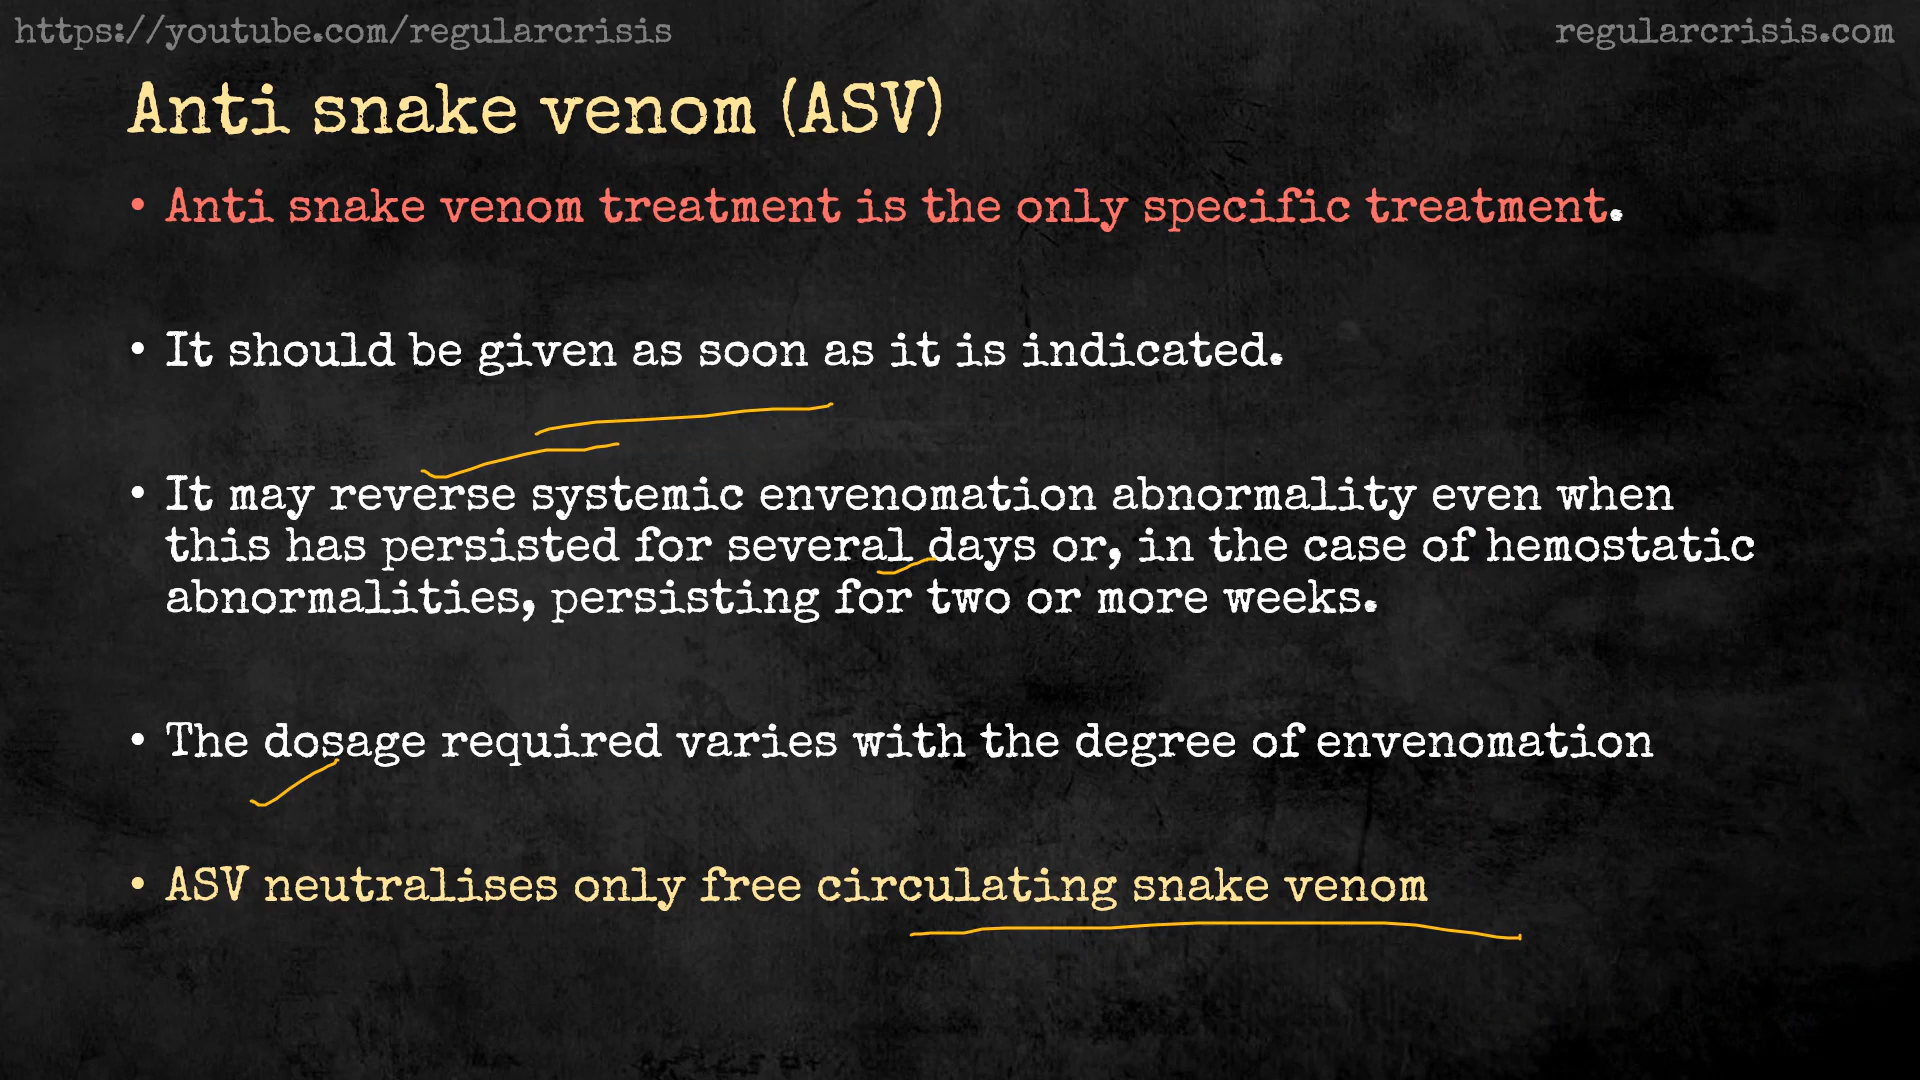 https://youtube.com/regularcrisis
regularcrisis.com
Anti snake venom (ASV)
• Anti snake venom treatment is the only specific treatment.
• It should be given as soon as it is indicated.
• It may reverse systemic envenomation abnormality even when
this has persisted for several days or, in the case of hemostatic
abnormalities, persisting for two or more weeks.
• The dosage required varies with the degree of envenomation
• ASV neutralises only free circulating snake venom